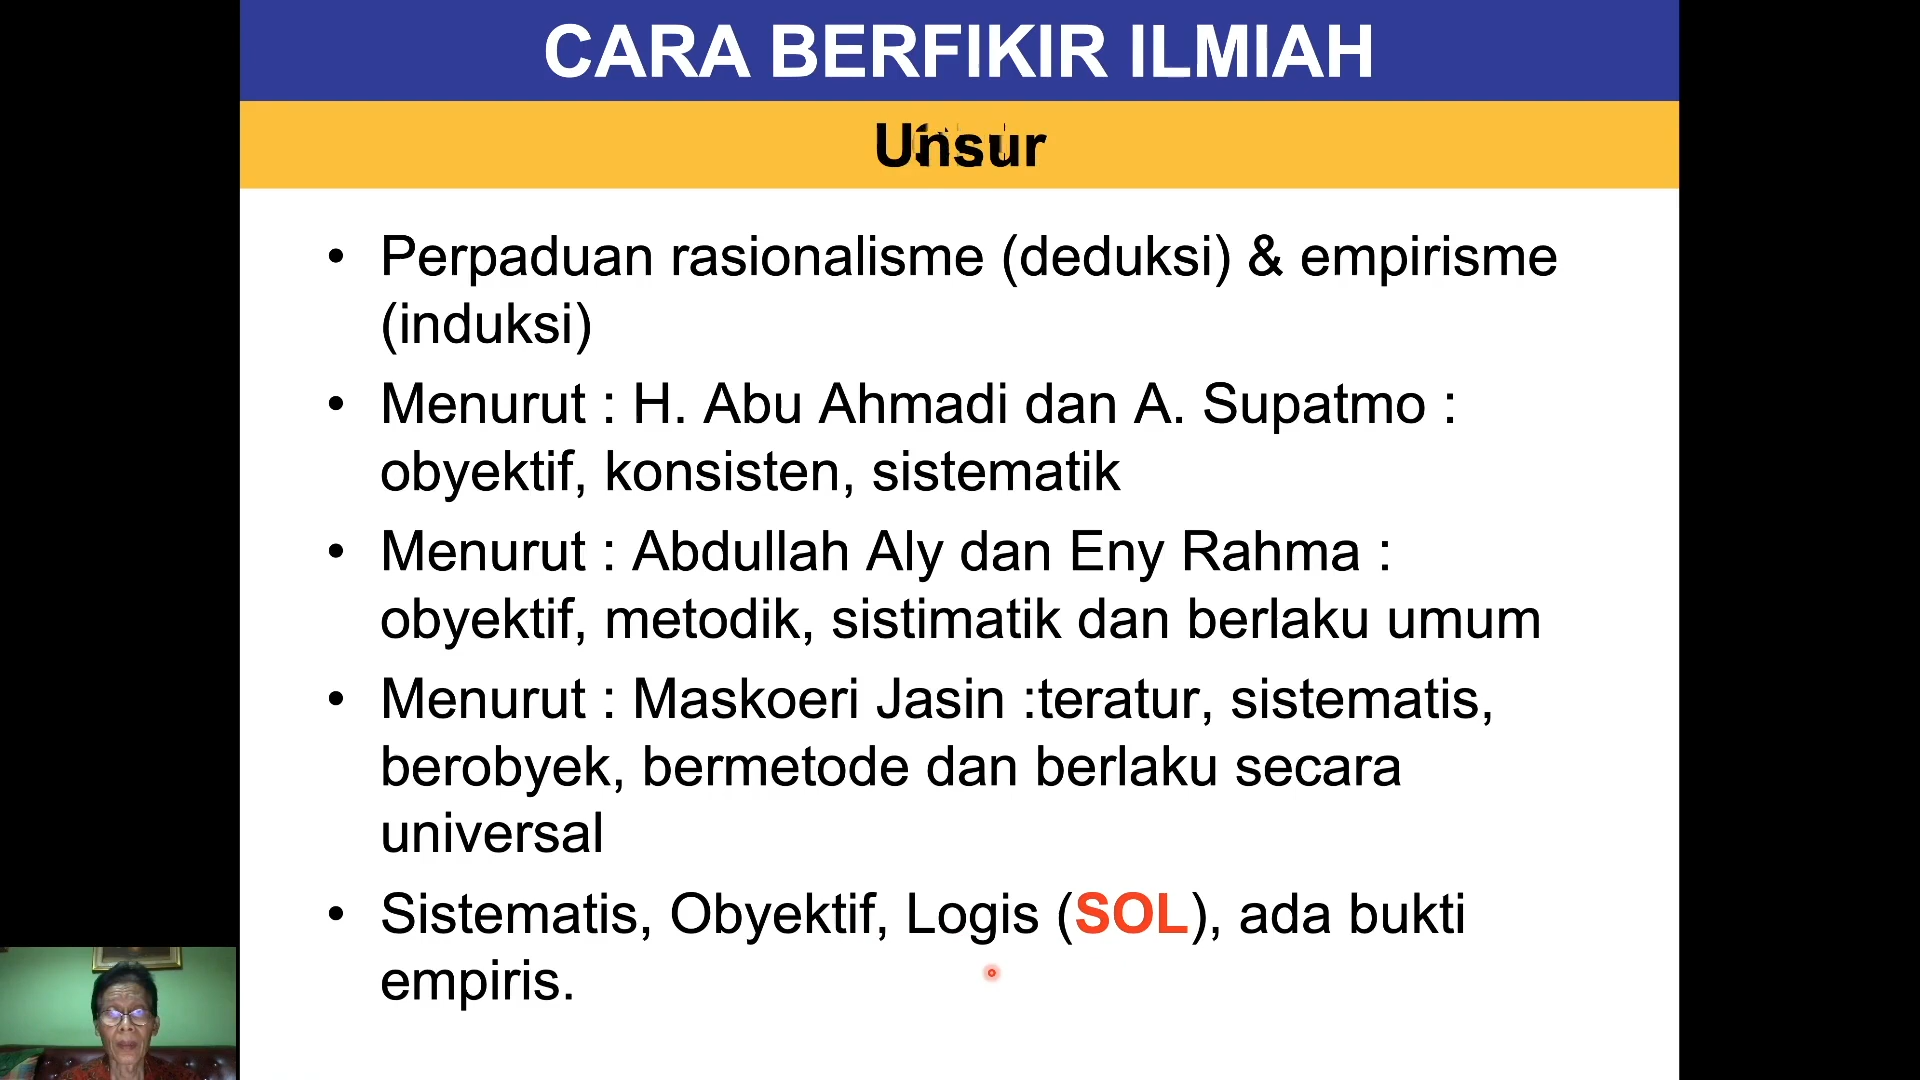 CARA BERFIKIR ILMIAH
Unsur
• Perpaduan rasionalisme (deduksi) & empirisme
(induksi)
• Menurut : H. Abu Ahmadi dan A. Supatmo :
obyektif, konsisten, sistematik
• Menurut : Abdullah Aly dan Eny Rahma :
obyektif, metodik, sistimatik dan berlaku umum
• Menurut : Maskoeri Jasin :teratur, sistematis,
berobyek, bermetode dan berlaku secara
universal
• Sistematis, Obyektif, Logis (SOL), ada bukti
empiris.